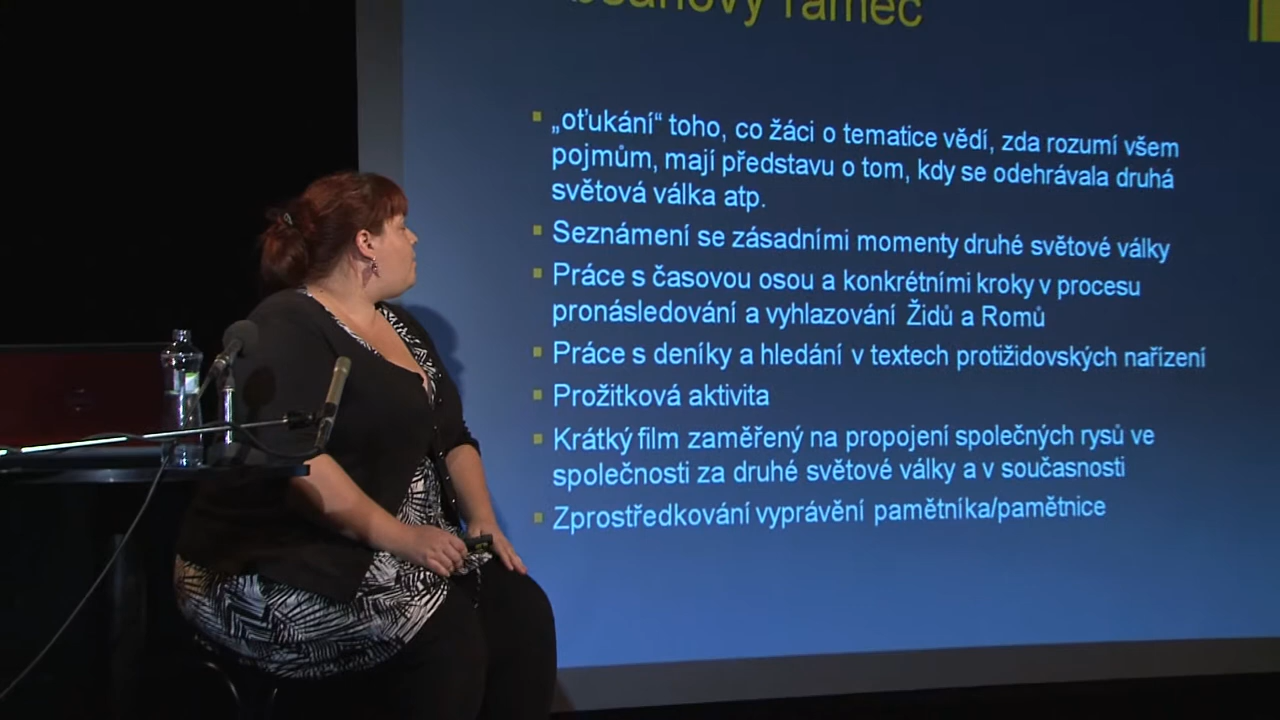 rámec
„oťukání“ toho, co žáci o tematice vědí, zda rozumí všem
pojmům, mají představu o tom, kdy se odehrávala druhá
světová válka atp.
Seznámení se zásadními momenty druhé světové války
Práce s časovou osou a konkrétními kroky v procesu
pronásledování a vyhlazování Židů a Romů
Práce s deníky a hledání v textech protižidovských nařízení
Prožitková aktivita
Krátký film zaměřený na propojení společných rysů ve
společnosti za druhé světové války a v současnosti
Zprostředkování vyprávění pamětníka/pamětnice